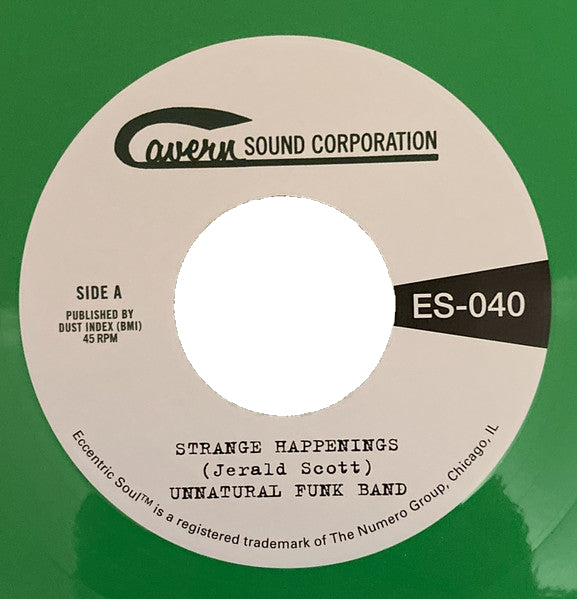 Cavern SOUND CORPORATION
SIDE A
PUBLISHED BY
DUST INDEX (BMI)
45 RPM
ES-040
STRANGE HAPPENINGS
(Jerald Scott)
UNNATURAL FUNK BAND
Eccentric Soul™ is a registered trademark of The Numero Group, Chicago, IL